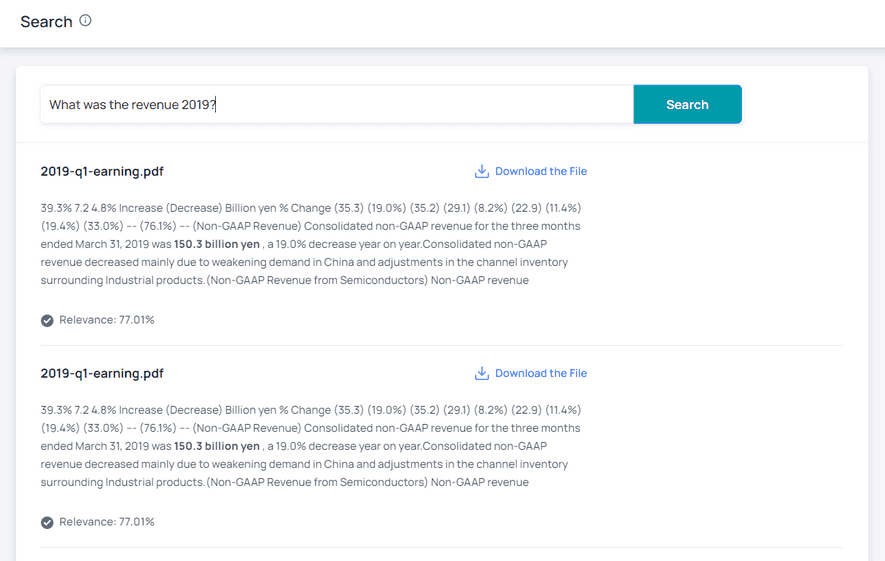 Search
What was the revenue 2019?
Search
2019-q1-earning.pdf
Download the File
39.3% 7.2 4.8% Increase (Decrease) Billion yen % Change (35.3) (19.0%) (35.2) (29.1) (8.2%) (22.9) (11.4%)
(19.4%) (33.0%) –- (76.1%) –- (Non-GAAP Revenue) Consolidated non-GAAP revenue for the three months
ended March 31, 2019 was 150.3 billion yen , a 19.0% decrease year on year.Consolidated non-GAAP
revenue decreased mainly due to weakening demand in China and adjustments in the channel inventory
surrounding Industrial products.(Non-GAAP Revenue from Semiconductors) Non-GAAP revenue
Relevance: 77.01%
2019-q1-earning.pdf
Download the File
39.3% 7.2 4.8% Increase (Decrease) Billion yen % Change (35.3) (19.0%) (35.2) (29.1) (8.2%) (22.9) (11.4%)
(19.4%) (33.0%) –- (76.1%) –- (Non-GAAP Revenue) Consolidated non-GAAP revenue for the three months
ended March 31, 2019 was 150.3 billion yen , a 19.0% decrease year on year.Consolidated non-GAAP
revenue decreased mainly due to weakening demand in China and adjustments in the channel inventory
surrounding Industrial products.(Non-GAAP Revenue from Semiconductors) Non-GAAP revenue
Relevance: 77.01%